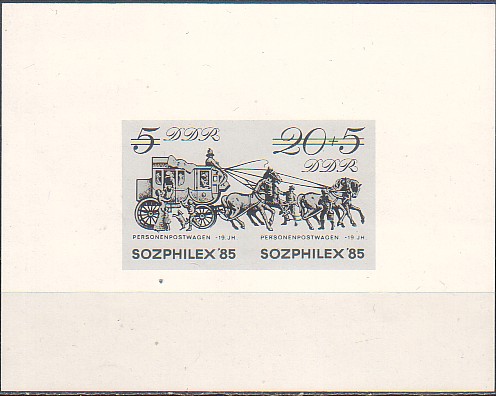 5 DDR
20+5
DDR
PERSONENPOSTWAGEN -19.JH.
PERSONENPOSTWAGEN -19.JH.
SOZPHILEX '85
SOZPHILEX '85